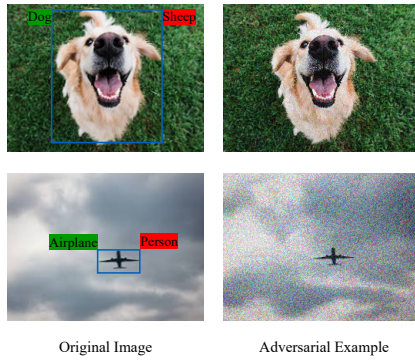 Dog Sheep
Airplane Person
Original Image Adversarial Example